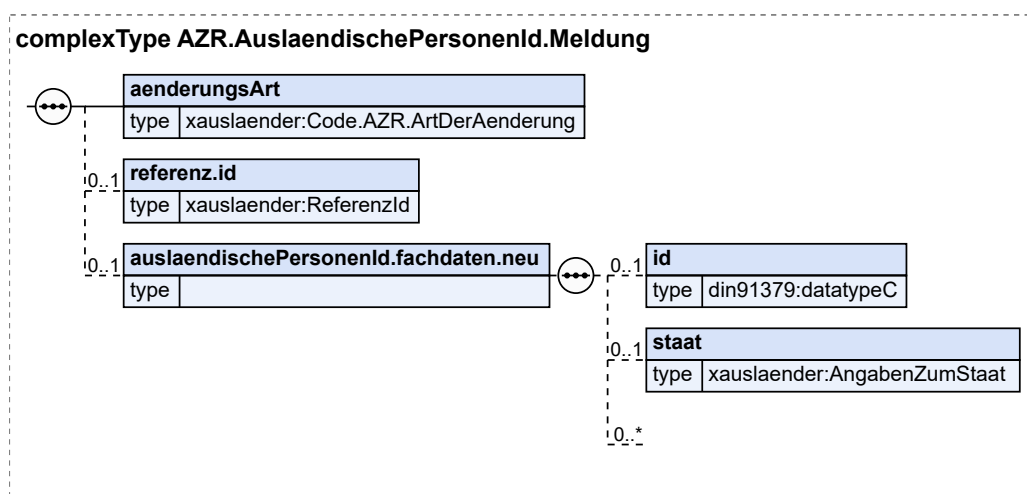 complexType AZR.AuslaendischePersonenId.Meldung
aenderungsArt
type xauslaender:Code.AZR.ArtDerAenderung
0..1 referenz.id
type xauslaender:ReferenzId
0..1 auslaendischePersonenId.fachdaten.neu
type
0..1 id
type din91379:datatypeC
0..1 staat
type xauslaender:AngabenZumStaat
0..*